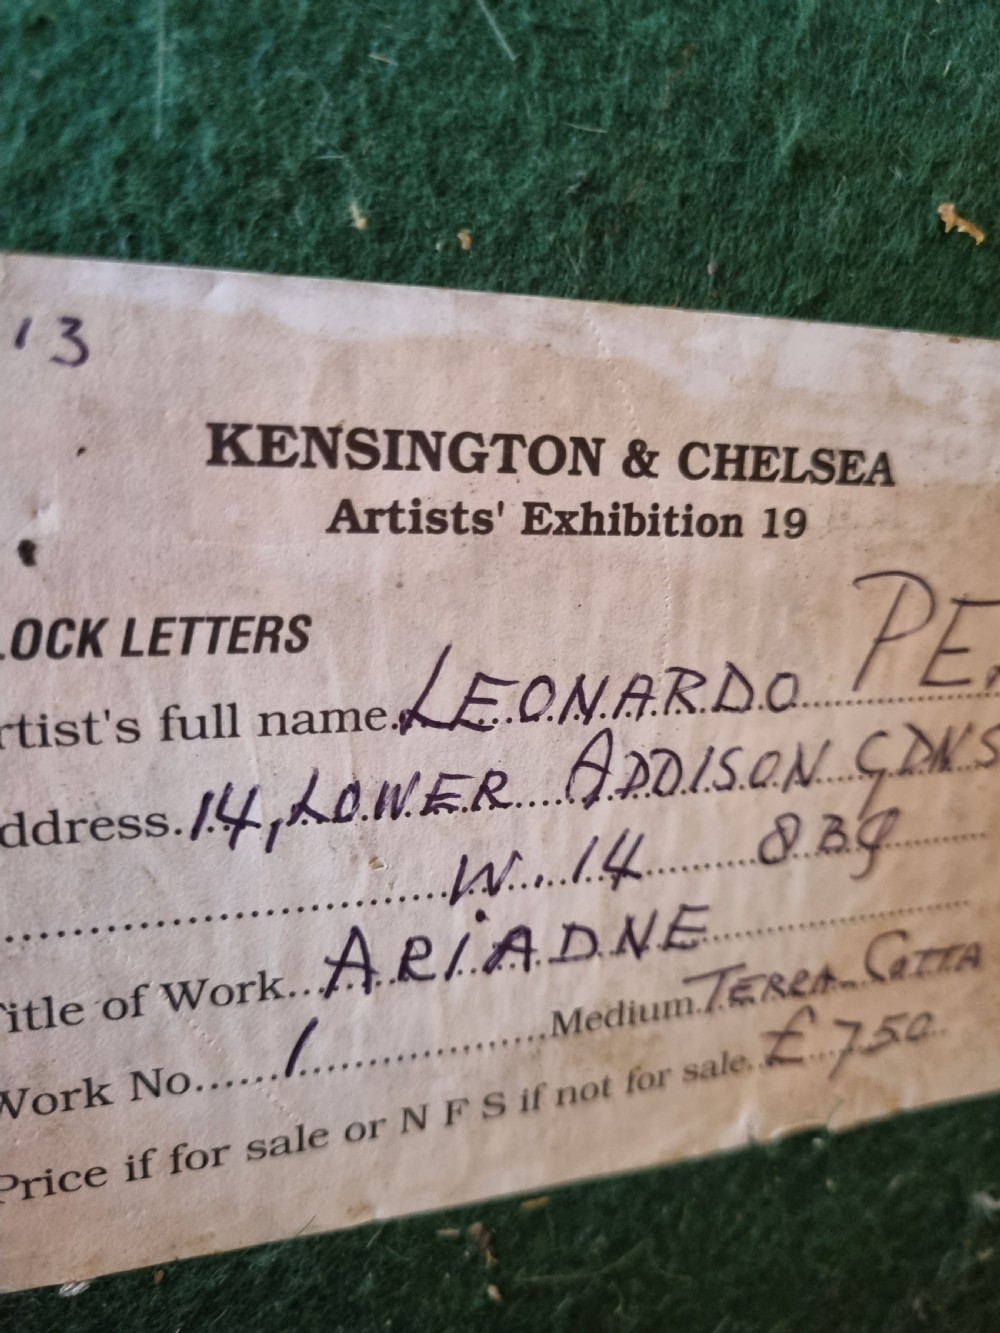 13
KENSINGTON & CHELSEA
Artists' Exhibition 19
LOCK LETTERS
rtist's full name LEONARDO PE
ddress. 14, LOWER ADDISON GDNS
W. 14 8BG
Title of Work ARIADNE
Work No 1 Medium TERRA-COTTA
Price if for sale or N F S if not for sale £750